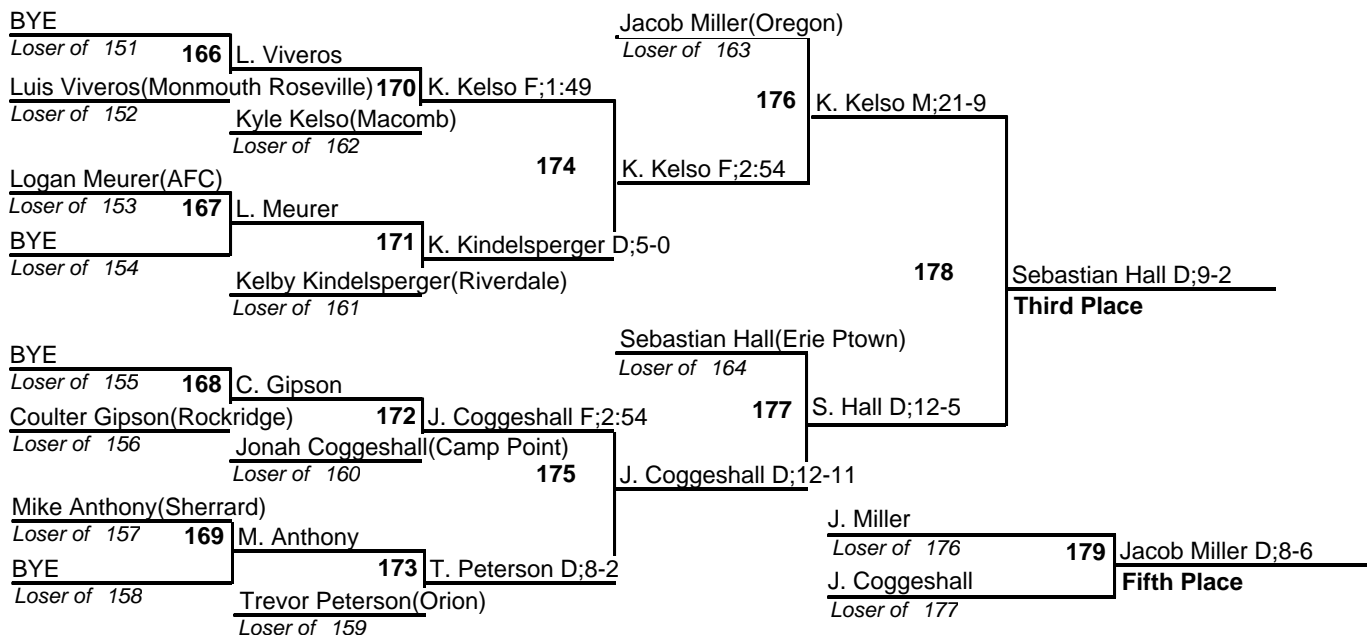 BYE
Loser of 151
166
L. Viveros
Luis Viveros(Monmouth Roseville)
Loser of 152
170
K. Kelso F;1:49
Kyle Kelso(Macomb)
Loser of 162
Logan Meurer(AFC)
Loser of 153
167
L. Meurer
BYE
Loser of 154
171
K. Kindelsperger D;5-0
Kelby Kindelsperger(Riverdale)
Loser of 161
174
K. Kelso F;2:54
Jacob Miller(Oregon)
Loser of 163
176
K. Kelso M;21-9
BYE
Loser of 155
168
C. Gipson
Coulter Gipson(Rockridge)
Loser of 156
172
J. Coggeshall F;2:54
Jonah Coggeshall(Camp Point)
Loser of 160
Mike Anthony(Sherrard)
Loser of 157
169
M. Anthony
BYE
Loser of 158
173
T. Peterson D;8-2
Trevor Peterson(Orion)
Loser of 159
175
J. Coggeshall D;12-11
Sebastian Hall(Erie Ptown)
Loser of 164
177
S. Hall D;12-5
178
Sebastian Hall D;9-2
Third Place
J. Miller
Loser of 176
179
J. Coggeshall
Loser of 177
Jacob Miller D;8-6
Fifth Place